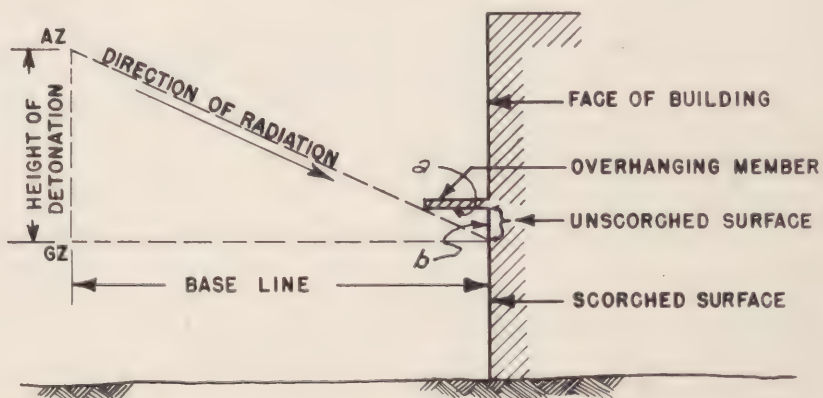 AZ
DIRECTION OF RADIATION
HEIGHT OF
DETONATION
FACE OF BUILDING
a
OVERHANGING MEMBER
UNSCORCHED SURFACE
GZ
b
BASE LINE
SCORCHED SURFACE